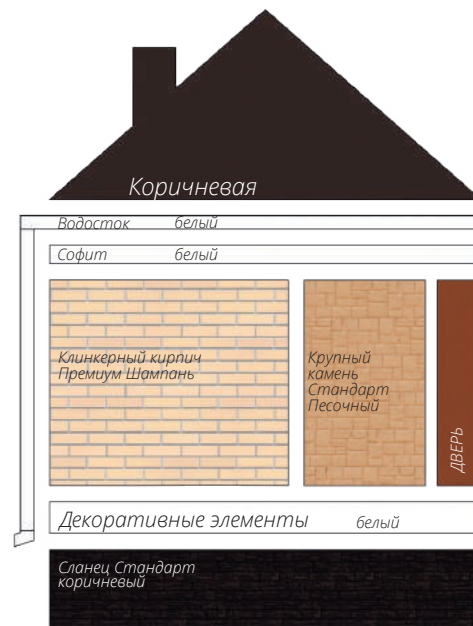 Коричневая
Водосток белый
Софит белый
Клинкерный кирпич
Премиум Шампань
Крупный
камень
Стандарт
Песочный
ДВЕРЬ
Декоративные элементы белый
Сланец Стандарт
коричневый